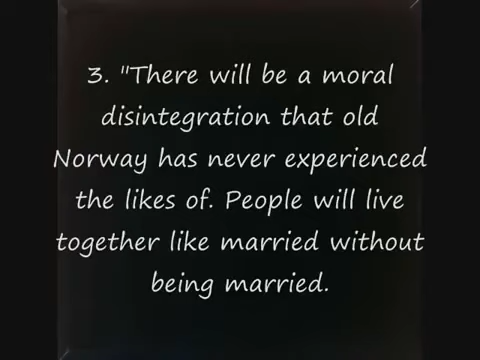 3. "There will be a moral
disintegration that old
Norway has never experienced
the likes of. People will live
together like married without
being married.